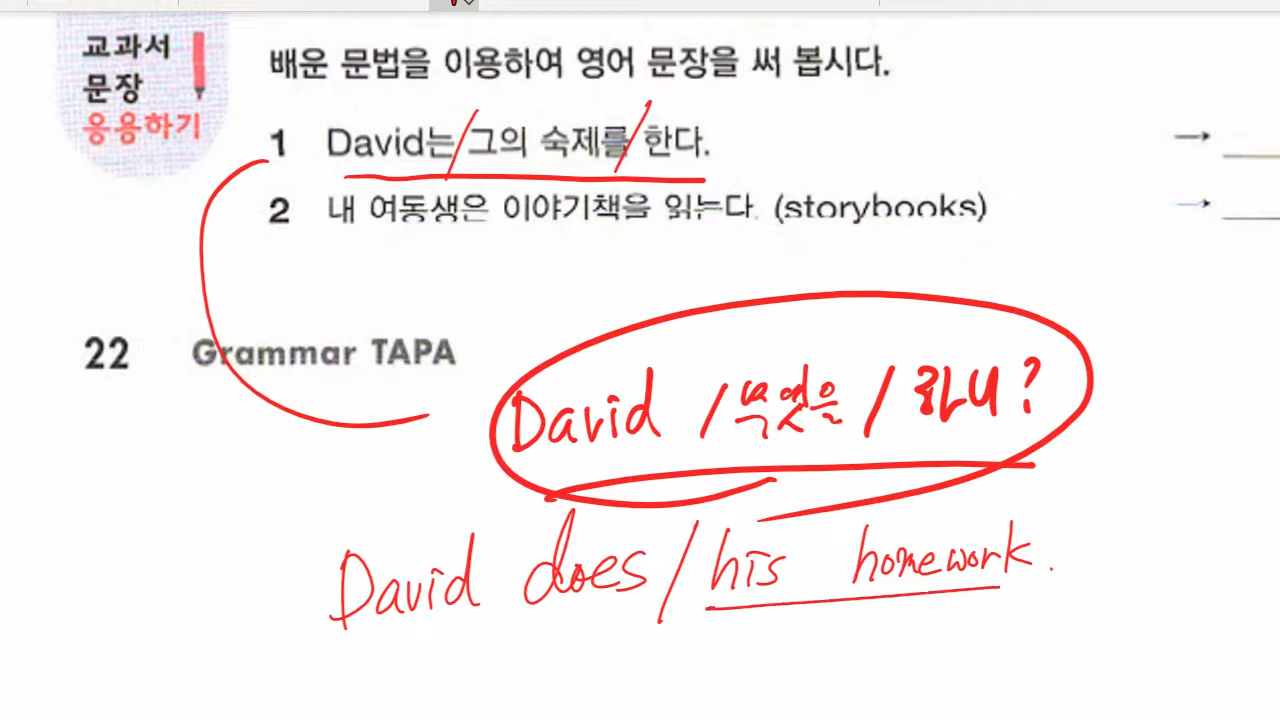 교과서
문장
응용하기
배운 문법을 이용하여 영어 문장을 써 봅시다.
1 David는 / 그의 숙제를 / 한다. →
2 내 여동생은 이야기책을 읽는다. (storybooks) →
22 Grammar TAPA
David / 무엇을 / 하니?
David does / his homework.